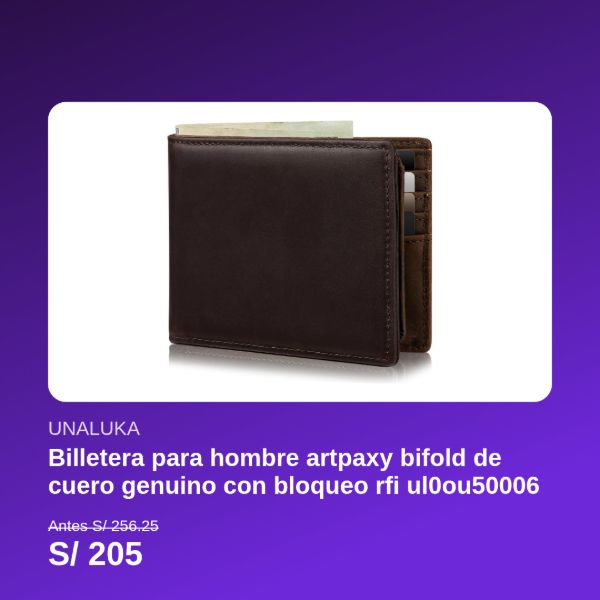 UNALUKA
Billetera para hombre artpaxy bifold de
cuero genuino con bloqueo rfi ul0ou50006
Antes S/ 256.25
S/ 205